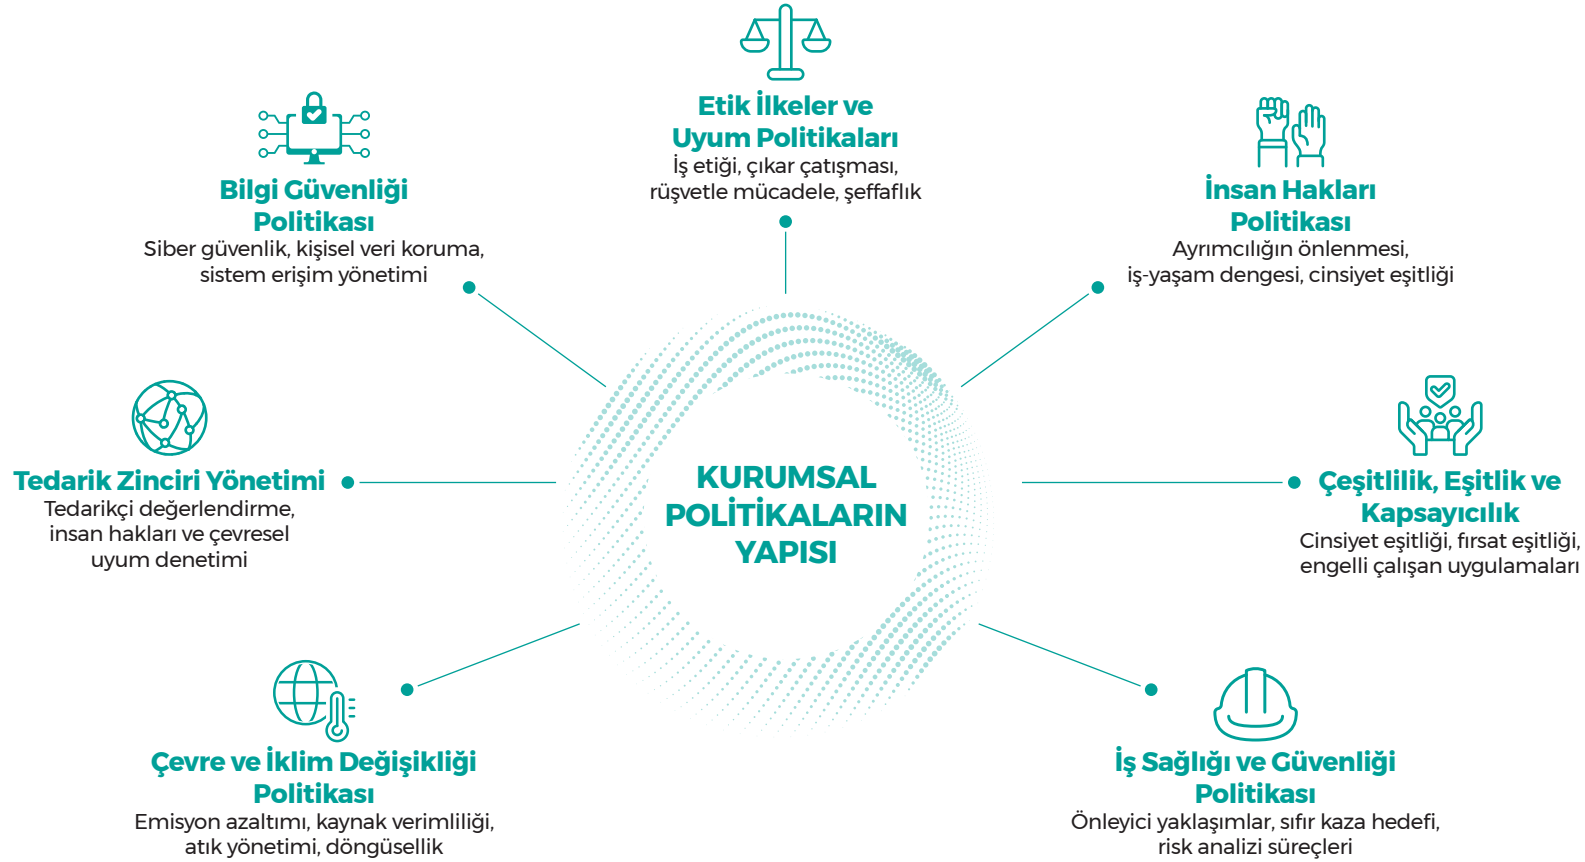 Etik İlkeler ve
Uyum Politikaları
İş etiği, çıkar çatışması,
rüşvetle mücadele, şeffaflık
Bilgi Güvenliği
Politikası
Siber güvenlik, kişisel veri koruma,
sistem erişim yönetimi
İnsan Hakları
Politikası
Ayrımcılığın önlenmesi,
iş-yaşam dengesi, cinsiyet eşitliği
Tedarik Zinciri Yönetimi
Tedarikçi değerlendirme,
insan hakları ve çevresel
uyum denetimi
KURUMSAL
POLİTİKALARIN
YAPISI
Çeşitlilik, Eşitlik ve
Kapsayıcılık
Cinsiyet eşitliği, fırsat eşitliği,
engelli çalışan uygulamaları
Çevre ve İklim Değişikliği
Politikası
Emisyon azaltımı, kaynak verimliliği,
atık yönetimi, döngüsellik
İş Sağlığı ve Güvenliği
Politikası
Önleyici yaklaşımlar, sıfır kaza hedefi,
risk analizi süreçleri